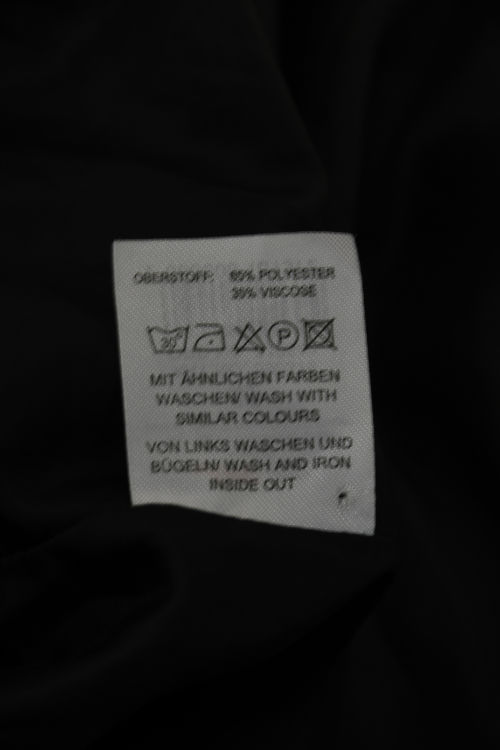 OBERSTOFF: 65% POLYESTER
35% VISCOSE
30°
P
MIT ÄHNLICHEN FARBEN
WASCHEN/ WASH WITH
SIMILAR COLOURS
VON LINKS WASCHEN UND
BÜGELN/ WASH AND IRON
INSIDE OUT